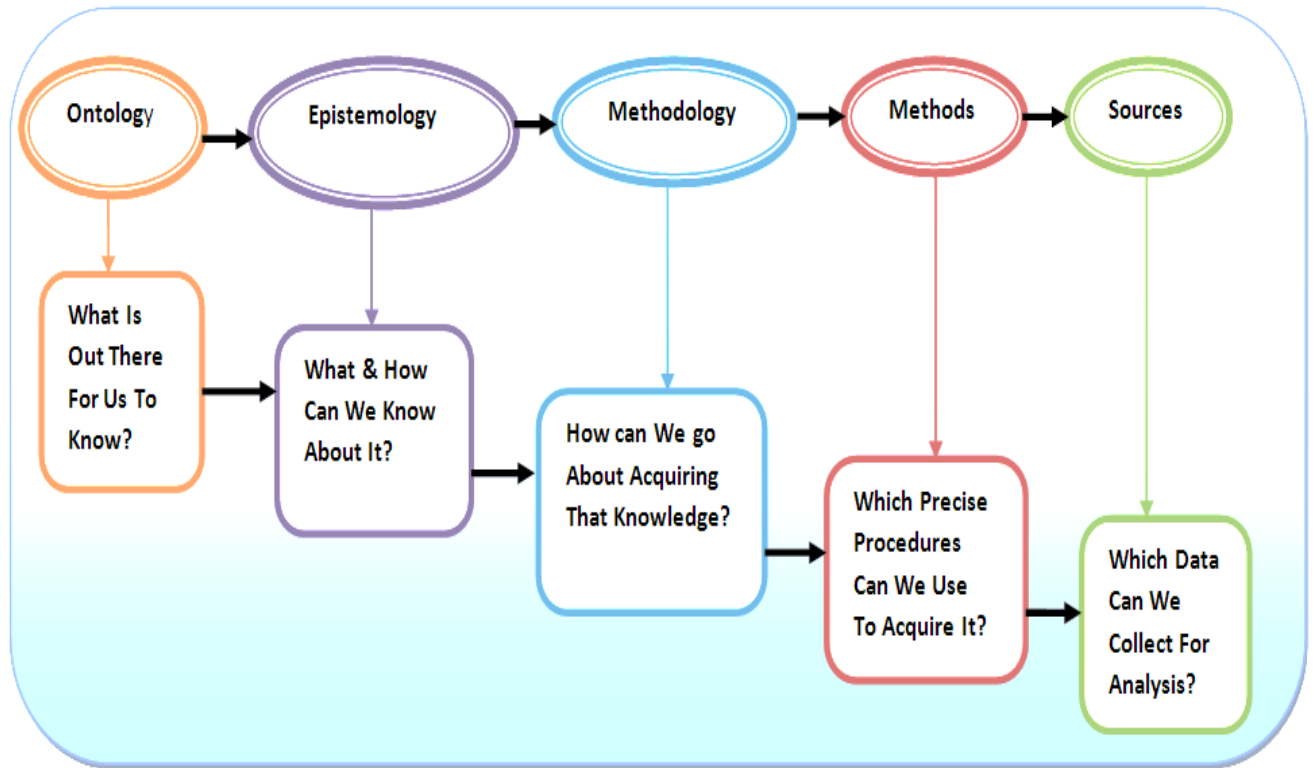 Ontology
Epistemology
Methodology
Methods
Sources
What Is
Out There
For Us To
Know?
What & How
Can We Know
About It?
How can We go
About Acquiring
That Knowledge?
Which Precise
Procedures
Can We Use
To Acquire It?
Which Data
Can We
Collect For
Analysis?